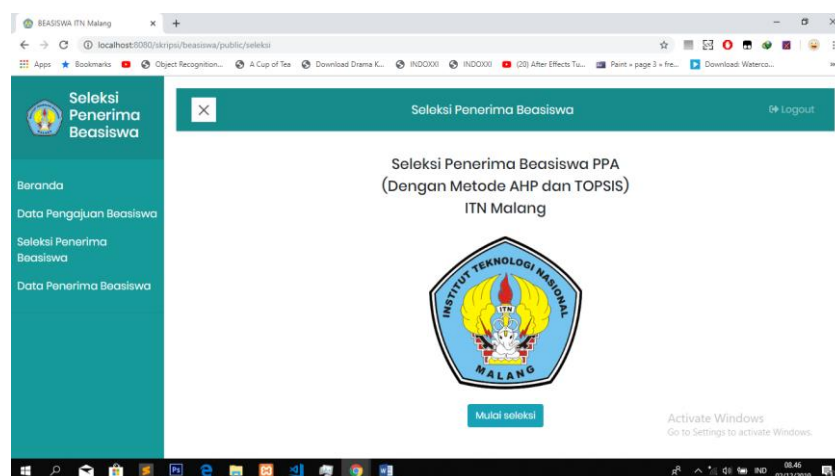 BEASISWA ITN Malang
localhost:8080/skripsi/beasiswa/public/seleksi
Apps Bookmarks Object Recognition... A Cup of Tea Download Drama K... INDOXXI INDOXXI (20) After Effects Tu... Paint » page 3 » fre... Download: Waterco...
Seleksi
Penerima
Beasiswa
Seleksi Penerima Beasiswa
Logout
Beranda
Data Pengajuan Beasiswa
Seleksi Penerima
Beasiswa
Data Penerima Beasiswa
Seleksi Penerima Beasiswa PPA
(Dengan Metode AHP dan TOPSIS)
ITN Malang
INSTITUT TEKNOLOGI NASIONAL
ITN
MALANG
Mulai seleksi
Activate Windows
Go to Settings to activate Windows.
IND
08.46